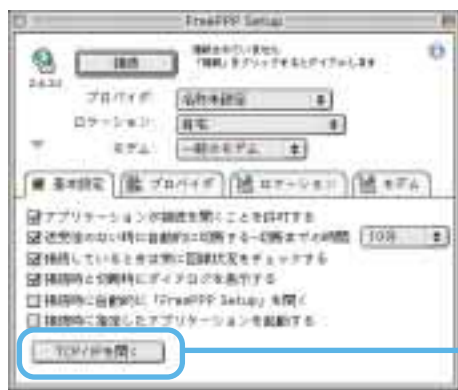 FreePPP Setup
接続
接続されていません
「接続」をクリックするとダイアルします
プロバイダ:
名称未設定
ロケーション:
自宅
モデム:
一般のモデム
基本設定 プロバイダ ロケーション モデム
アプリケーションが接続を開くことを許可する
送受信のない時に自動的に切断する-切断までの時間 10分
接続しているときは常に回線状況をチェックする
接続時と切断時にダイアログを表示する
接続時に自動的に「FreePPP Setup」を開く
接続時に指定したアプリケーションを起動する
TCP/IPを開く